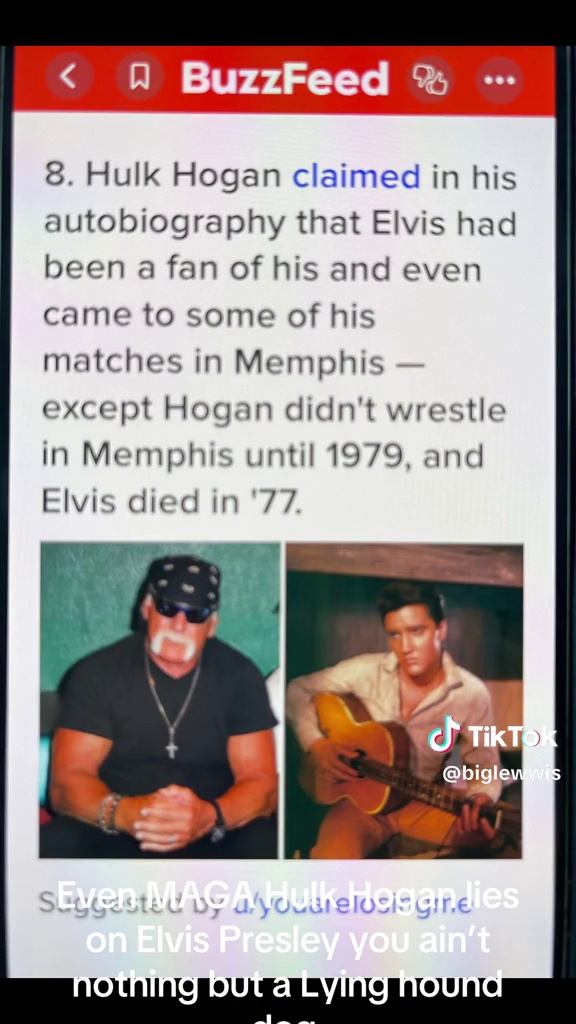 BuzzFeed
8. Hulk Hogan claimed in his
autobiography that Elvis had
been a fan of his and even
came to some of his
matches in Memphis —
except Hogan didn't wrestle
in Memphis until 1979, and
Elvis died in '77.
TikTok
@biglewwis
Suggested by u/youarelosingme
Even MAGA Hulk Hogan lies
on Elvis Presley you ain't
nothing but a Lying hound
dog